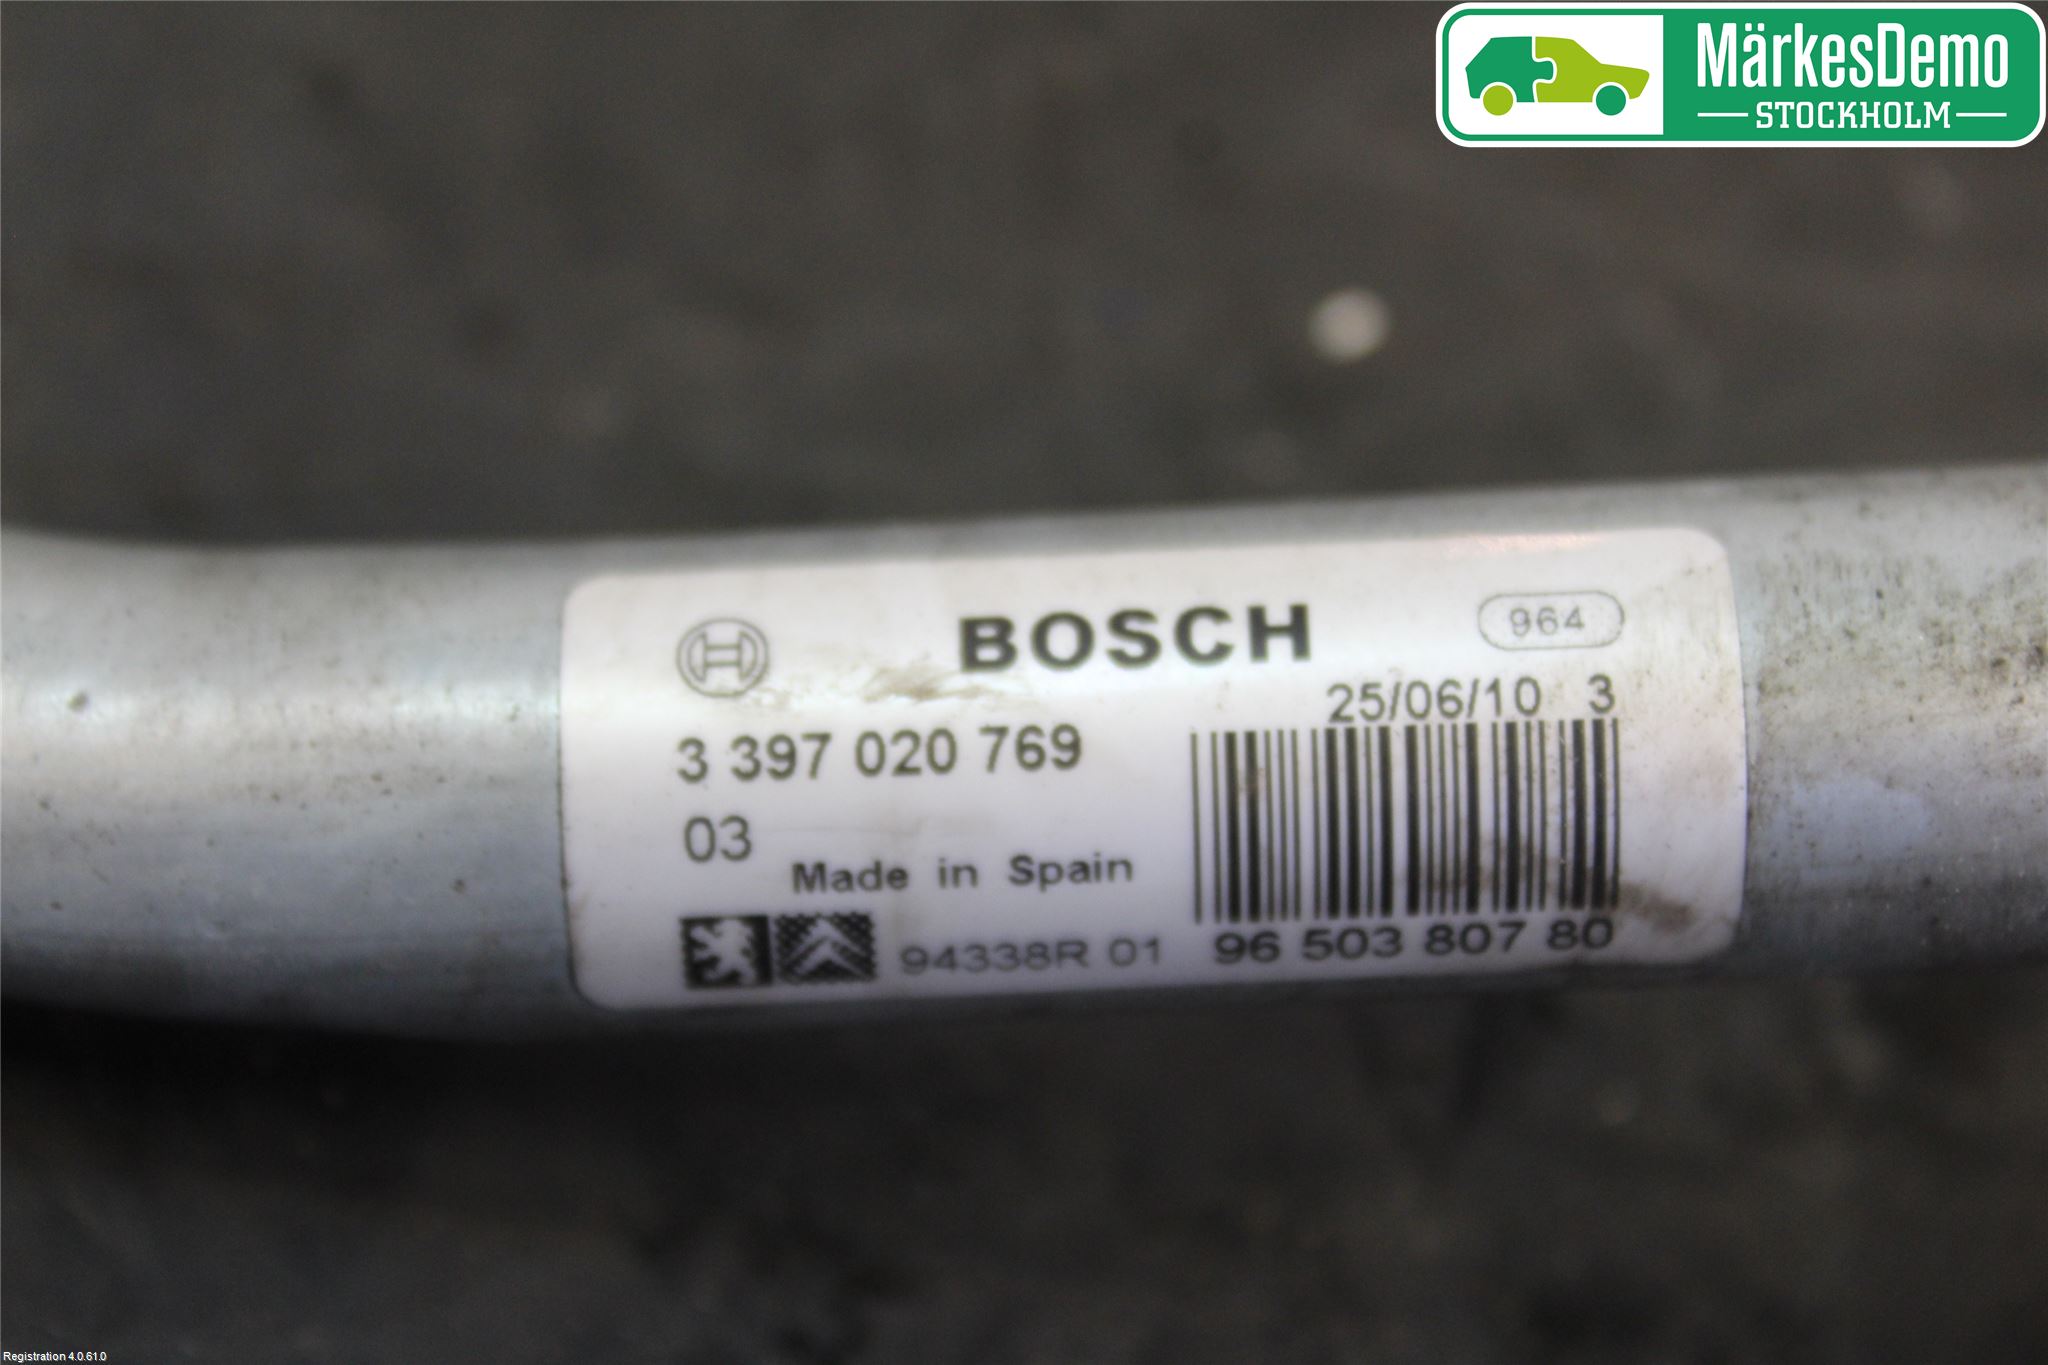 MärkesDemo
STOCKHOLM
BOSCH
964
25/06/10 3
3 397 020 769
03
Made in Spain
94338R 01
96 503 807 80
Registration 4.0.61.0